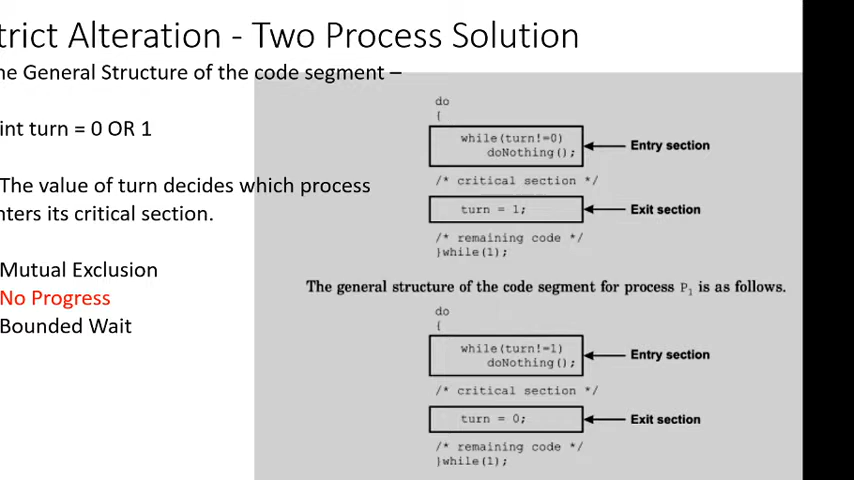 trict Alteration - Two Process Solution
ne General Structure of the code segment –
int turn = 0 OR 1
The value of turn decides which process
nters its critical section.
Mutual Exclusion
No Progress
Bounded Wait
do
{
while(turn!=0)
doNothing();
Entry section
/* critical section */
turn = 1;
Exit section
/* remaining code */
}while(1);
The general structure of the code segment for process P1 is as follows.
do
{
while(turn!=1)
doNothing();
Entry section
/* critical section */
turn = 0;
Exit section
/* remaining code */
}while(1);